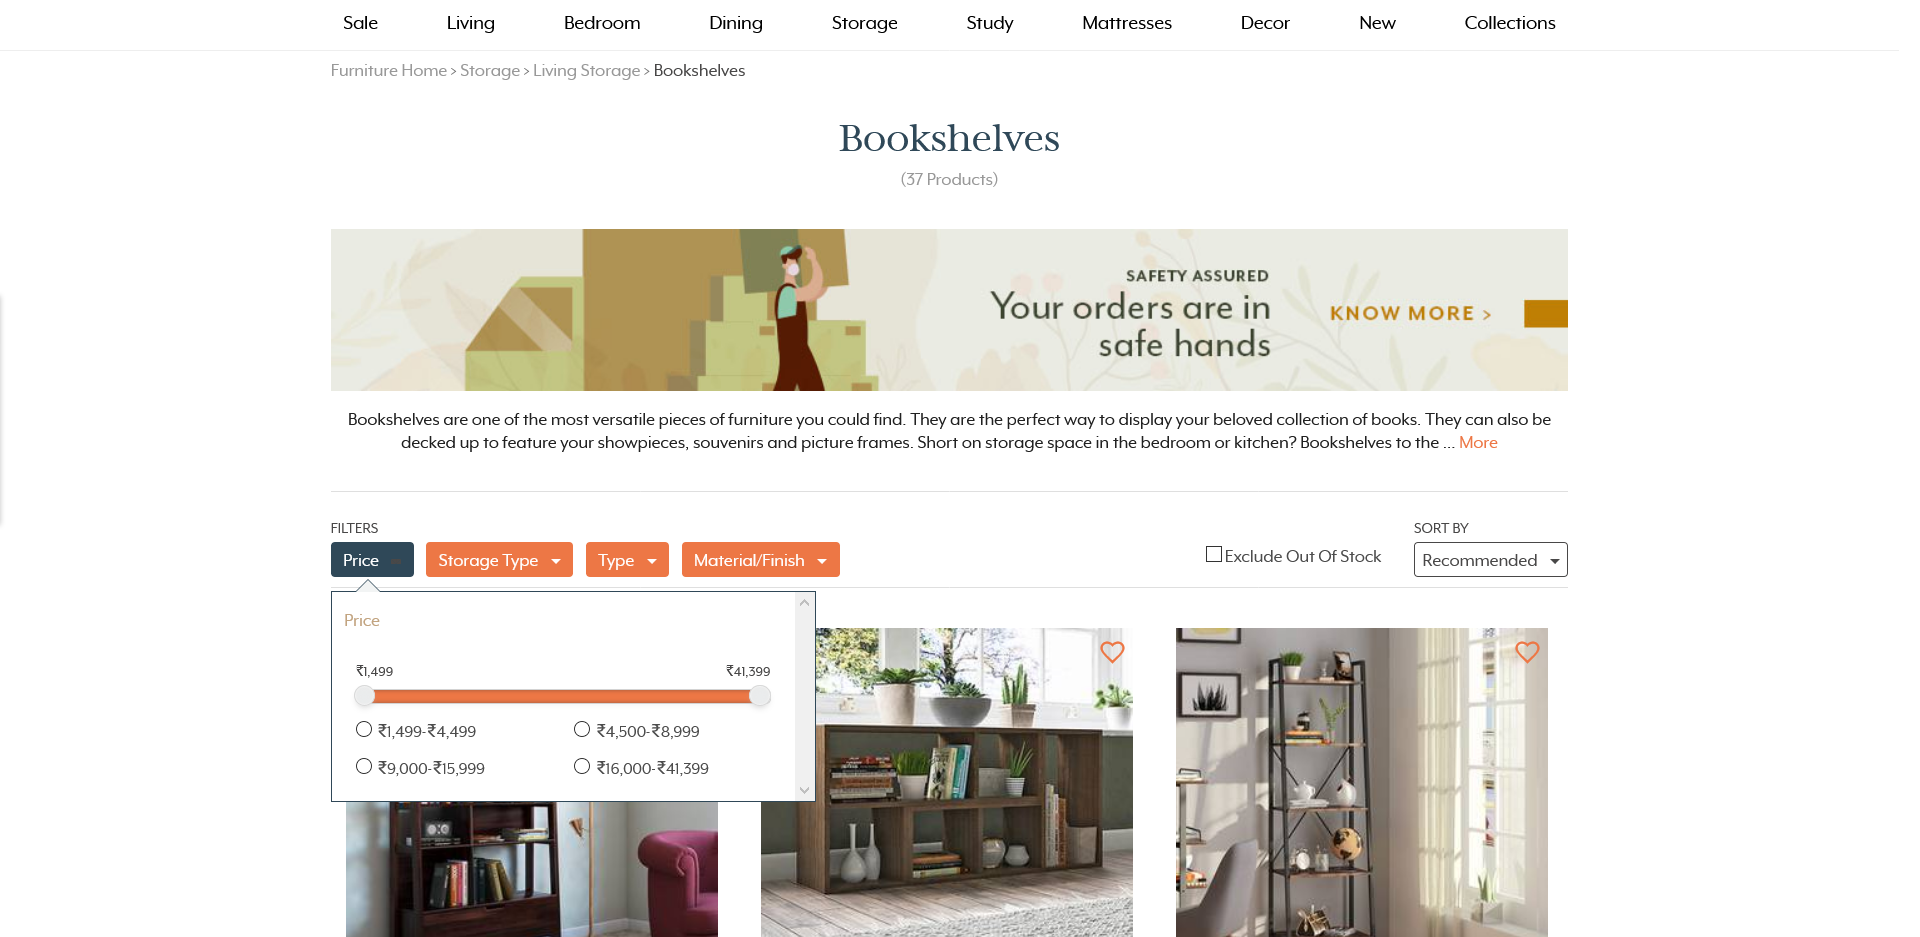 Sale Living Bedroom Dining Storage Study Mattresses Decor New Collections
Furniture Home > Storage > Living Storage > Bookshelves
Bookshelves
(37 Products)
SAFETY ASSURED
Your orders are in
safe hands
KNOW MORE >
Bookshelves are one of the most versatile pieces of furniture you could find. They are the perfect way to display your beloved collection of books. They can also be
decked up to feature your showpieces, souvenirs and picture frames. Short on storage space in the bedroom or kitchen? Bookshelves to the ... More
FILTERS
SORT BY
Price Storage Type Type Material/Finish Exclude Out Of Stock Recommended
Price
₹1,499 ₹41,399
₹1,499-₹4,499 ₹4,500-₹8,999
₹9,000-₹15,999 ₹16,000-₹41,399